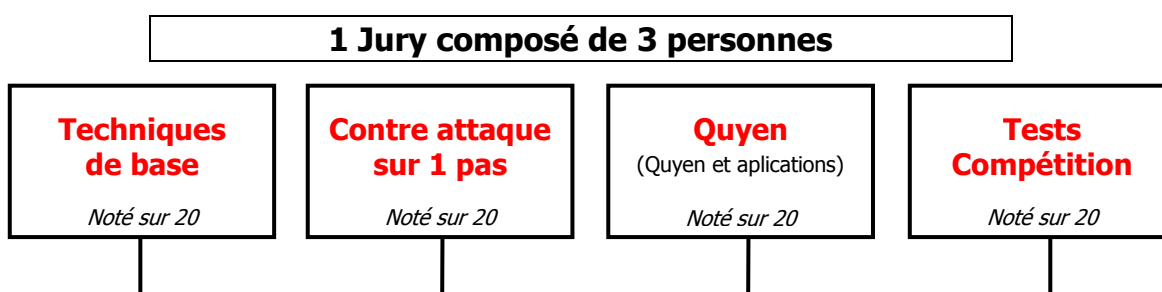 1 Jury composé de 3 personnes
Techniques
de base
Noté sur 20
Contre attaque
sur 1 pas
Noté sur 20
Quyen
(Quyen et aplications)
Noté sur 20
Tests
Compétition
Noté sur 20